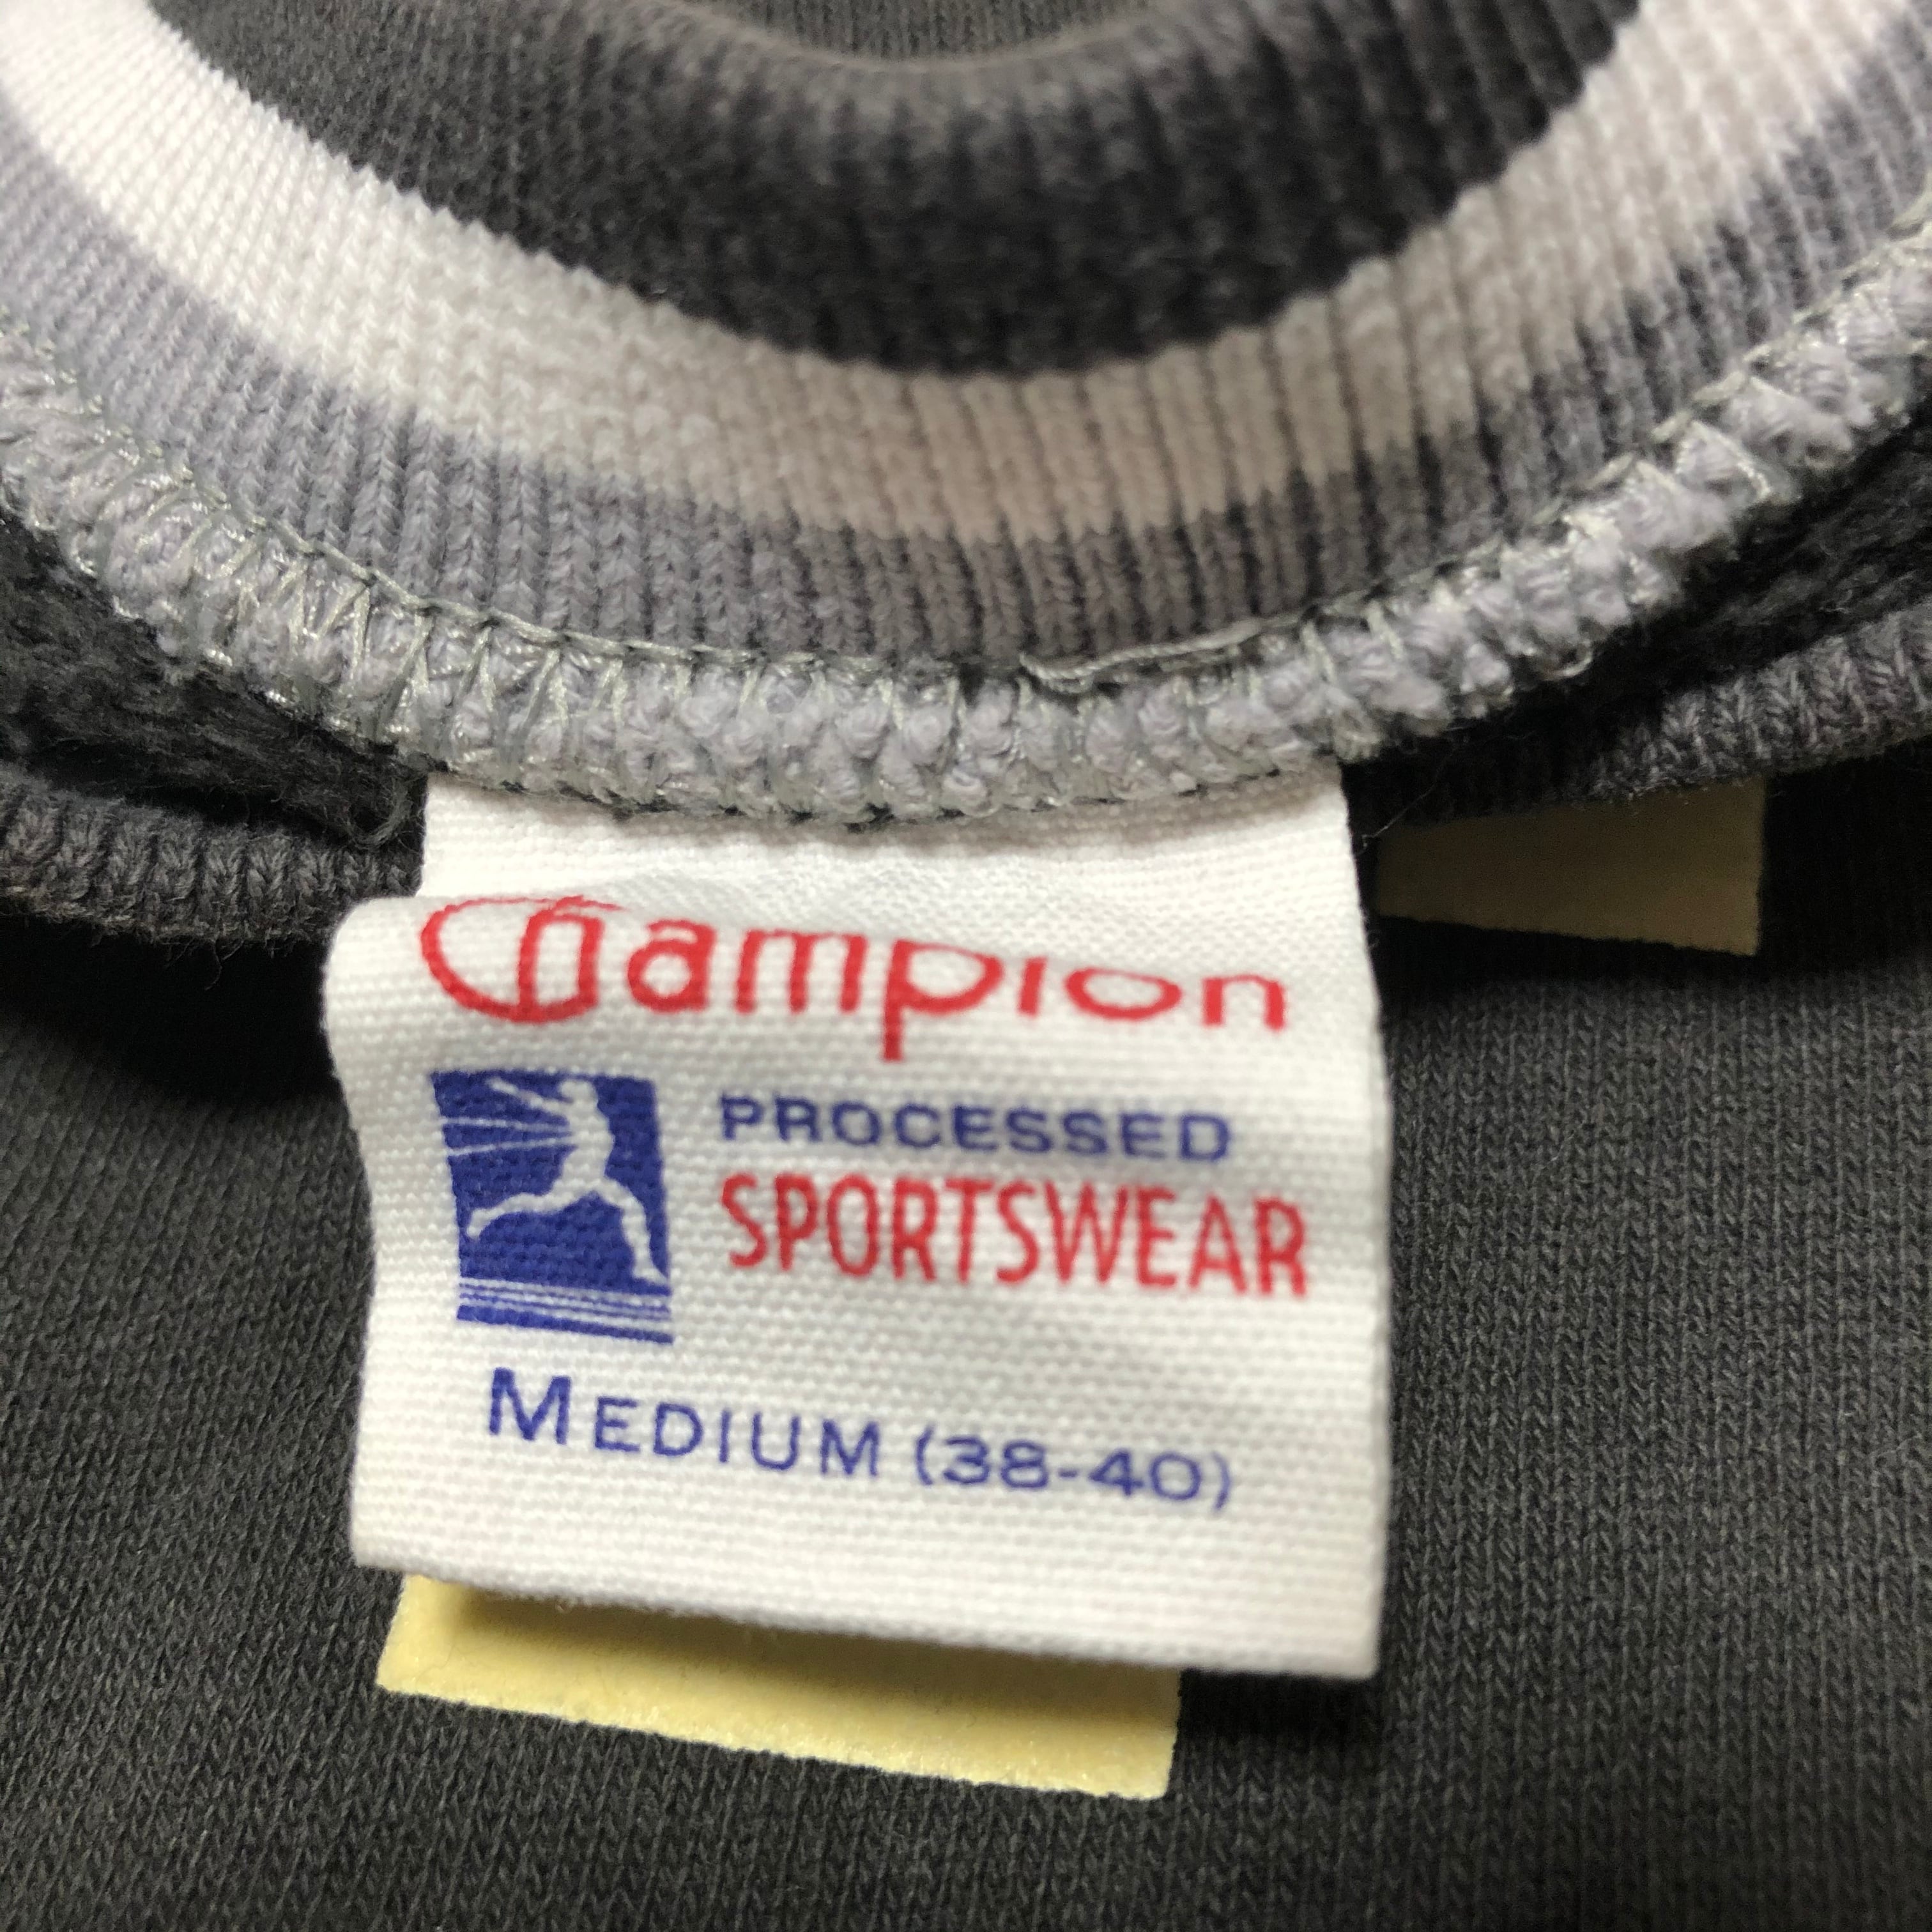 Champion
PROCESSED
SPORTSWEAR
MEDIUM (38-40)